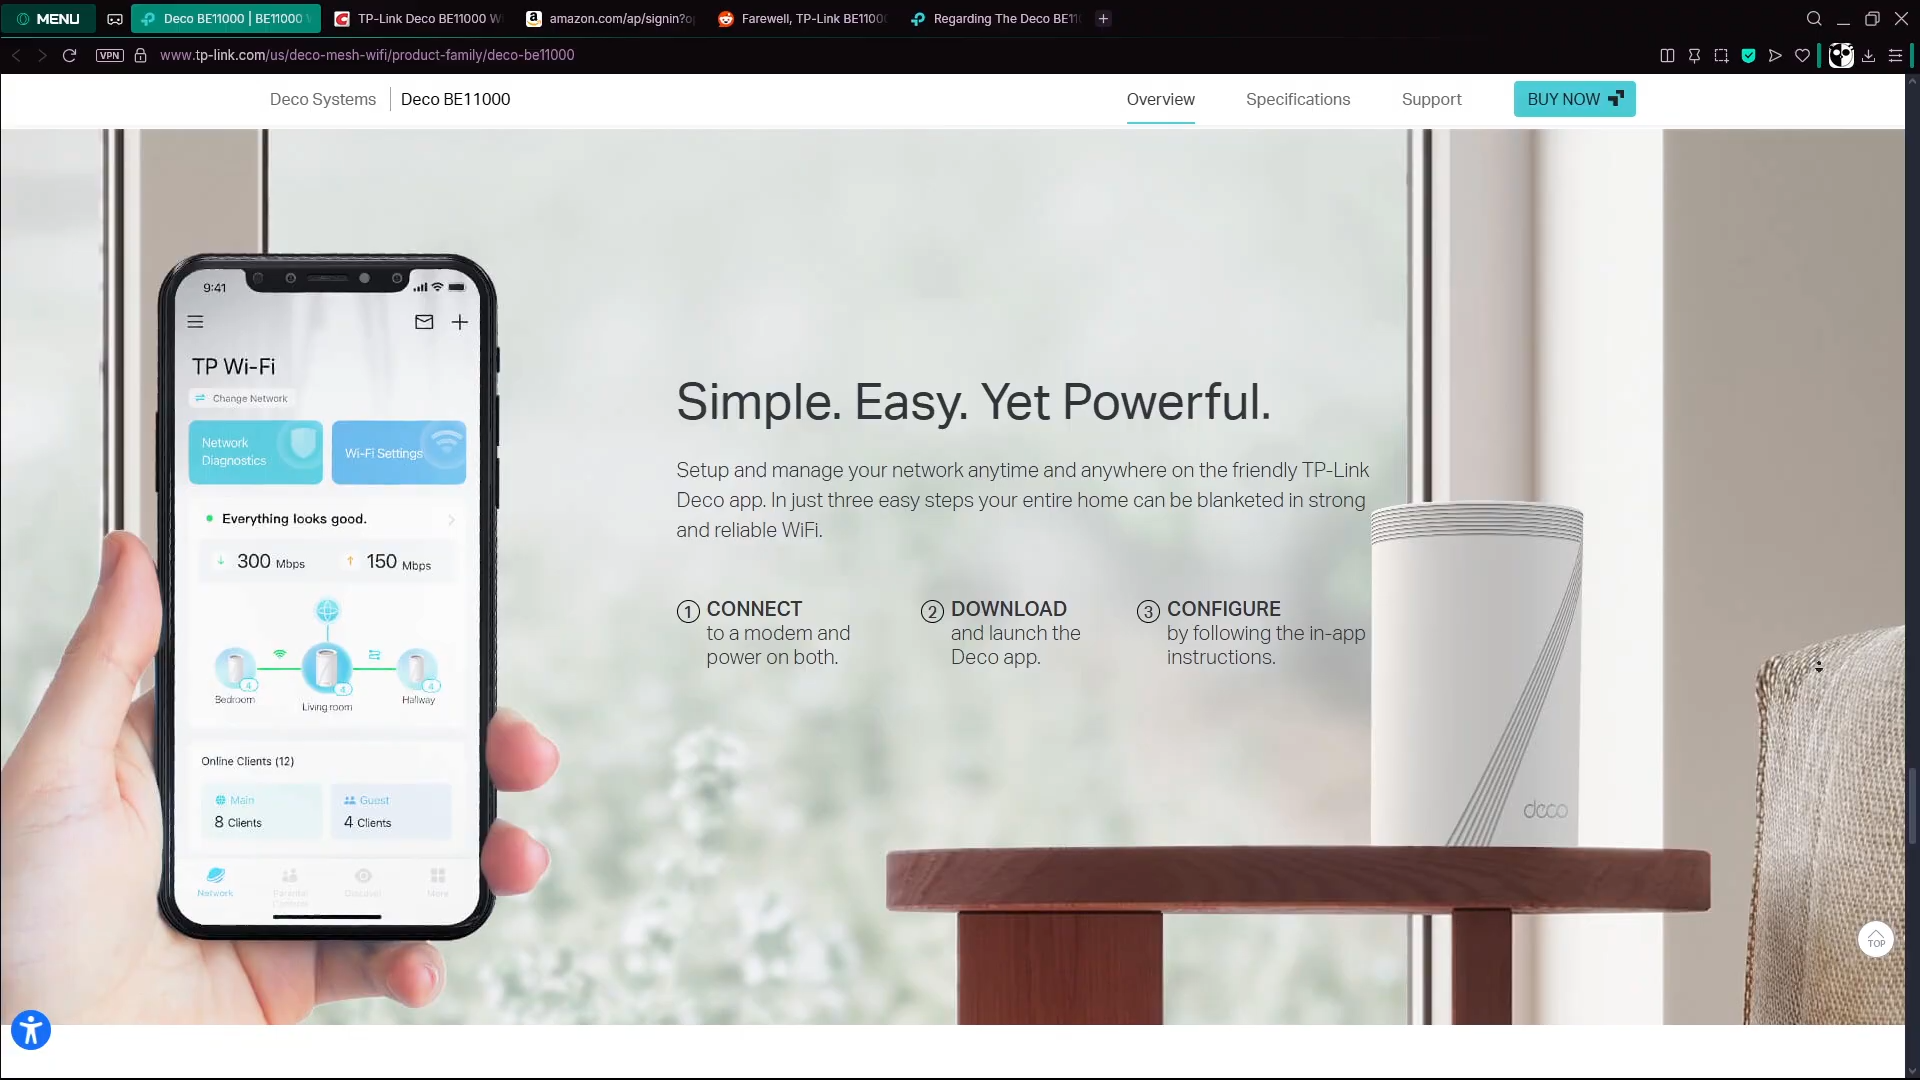 MENU
Deco BE11000 | BE11000
TP-Link Deco BE11000 W
amazon.com/ap/signin?o
Farewell, TP-Link BE1100
Regarding The Deco BE11
VPN
www.tp-link.com/us/deco-mesh-wifi/product-family/deco-be11000
Deco Systems
Deco BE11000
Overview
Specifications
Support
BUY NOW
9:41
TP Wi-Fi
Change Network
Network
Diagnostics
Wi-Fi Settings
Everything looks good.
300 Mbps
150 Mbps
4
4
4
Bedroom
Living room
Hallway
Online Clients (12)
Main
8 Clients
Guest
4 Clients
Network
Parental
Controls
Discover
More
Simple. Easy. Yet Powerful.
Setup and manage your network anytime and anywhere on the friendly TP-Link
Deco app. In just three easy steps your entire home can be blanketed in strong
and reliable WiFi.
1 CONNECT
to a modem and
power on both.
2 DOWNLOAD
and launch the
Deco app.
3 CONFIGURE
by following the in-app
instructions.
deco
TOP